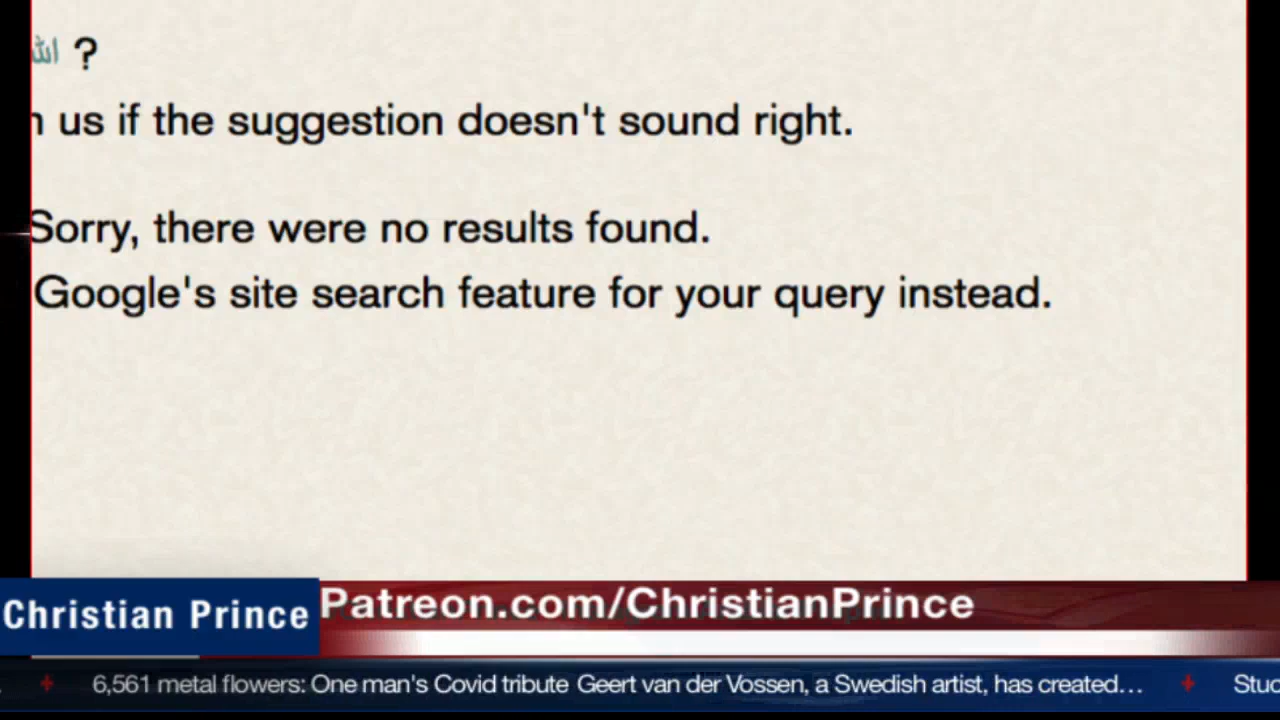 الله ?
us if the suggestion doesn't sound right.
Sorry, there were no results found.
Google's site search feature for your query instead.
Christian Prince
Patreon.com/ChristianPrince
6,561 metal flowers: One man's Covid tribute Geert van der Vossen, a Swedish artist, has created…